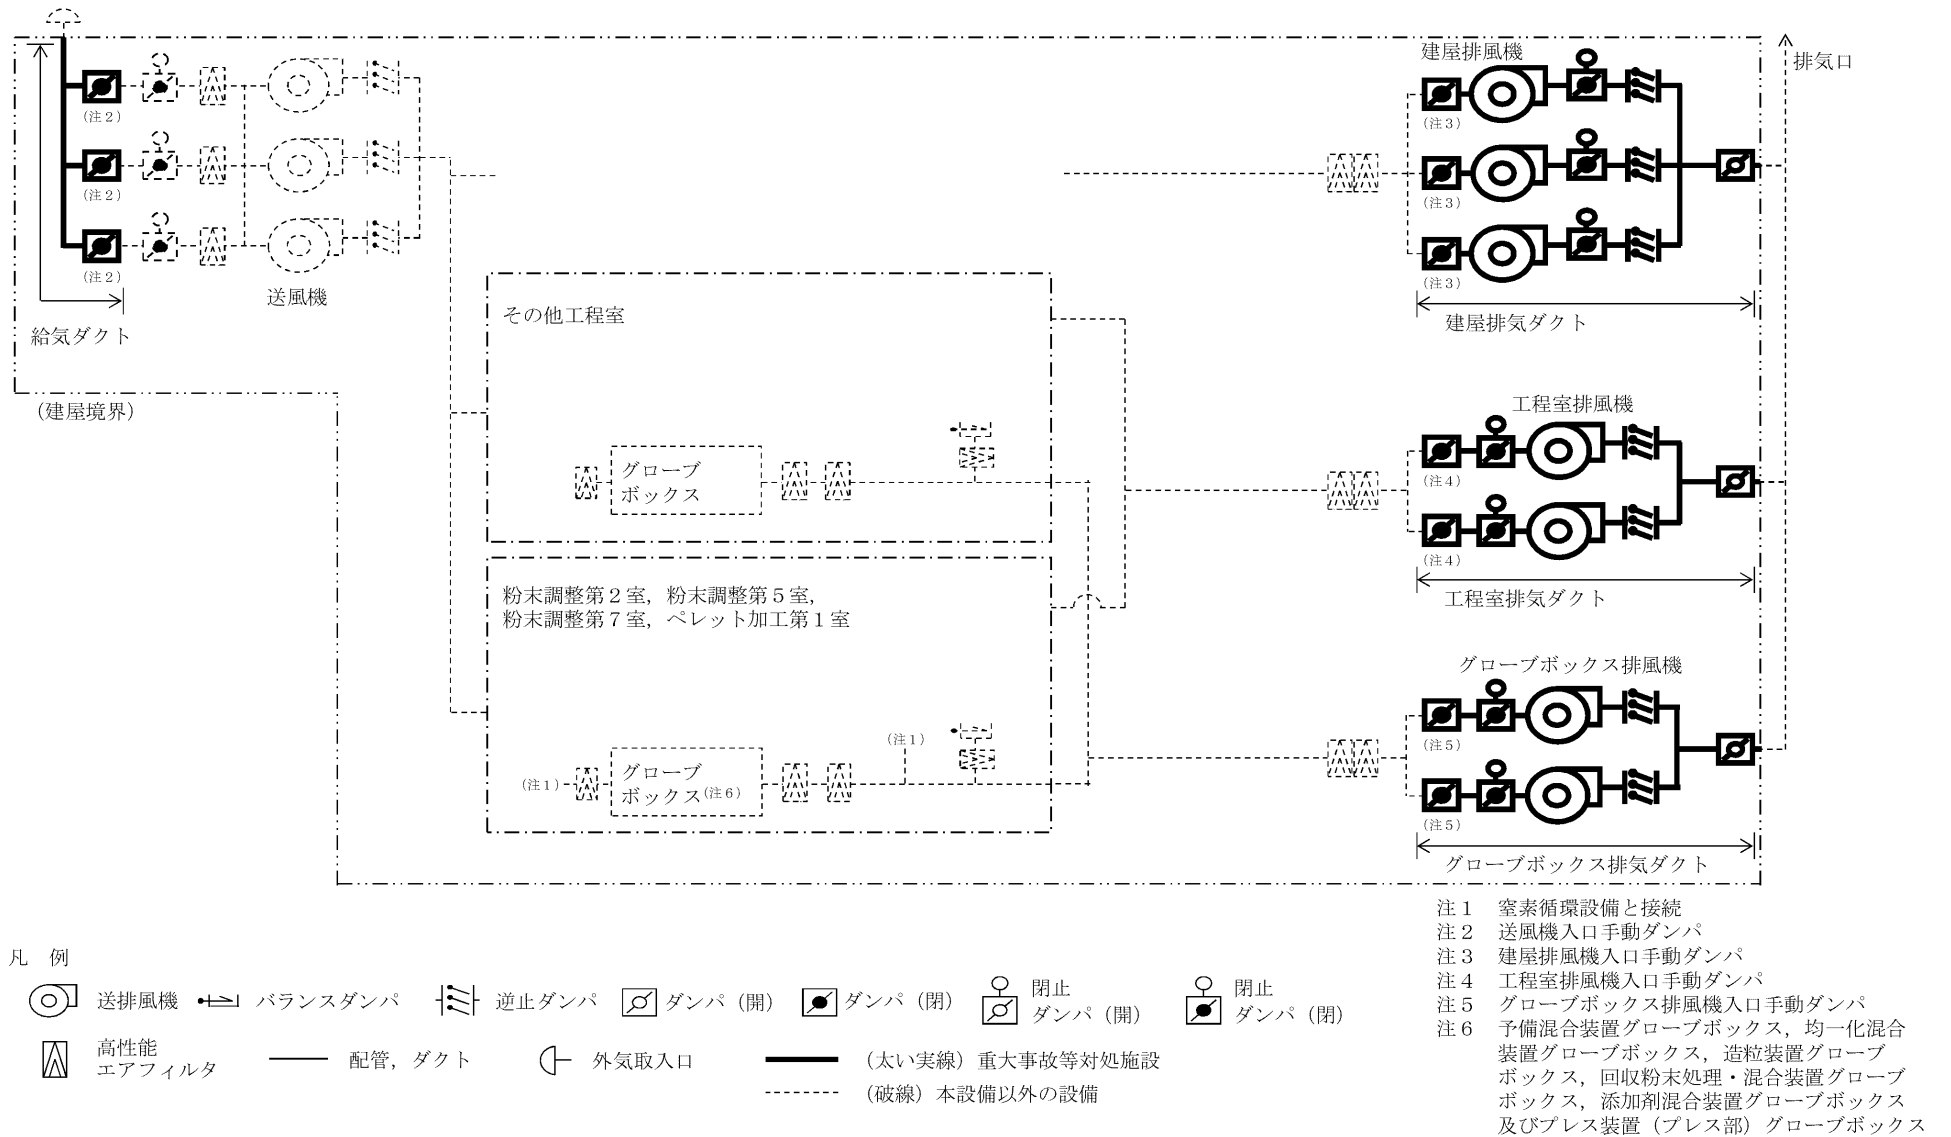 建屋排風機
排気口
(注２)
(注３)
(注２)
(注３)
(注２)
(注３)
送風機
給気ダクト
建屋排気ダクト
その他工程室
(建屋境界)
工程室排風機
グローブ
ボックス
(注４)
(注４)
工程室排気ダクト
粉末調整第２室，粉末調整第５室，
粉末調整第７室，ペレット加工第１室
グローブボックス排風機
(注１)
(注５)
(注１)
グローブ
ボックス(注６)
(注５)
グローブボックス排気ダクト
注１　窒素循環設備と接続
注２　送風機入口手動ダンパ
注３　建屋排風機入口手動ダンパ
注４　工程室排風機入口手動ダンパ
注５　グローブボックス排風機入口手動ダンパ
注６　予備混合装置グローブボックス，均一化混合
装置グローブボックス，造粒装置グローブ
ボックス，回収粉末処理・混合装置グローブ
ボックス，添加剤混合装置グローブボックス
及びプレス装置（プレス部）グローブボックス
凡　例
送排風機
バランスダンパ
逆止ダンパ
ダンパ（開）
ダンパ（閉）
閉止
ダンパ（開）
閉止
ダンパ（閉）
高性能
エアフィルタ
配管，ダクト
外気取入口
（太い実線）重大事故等対処施設
（破線）本設備以外の設備